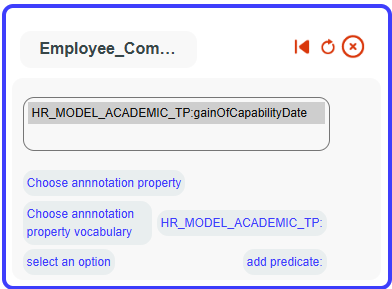 Employee_Com…
HR_MODEL_ACADEMIC_TP:gainOfCapabilityDate
Choose annnotation property
Choose annnotation
property vocabulary
HR_MODEL_ACADEMIC_TP:
select an option
add predicate: